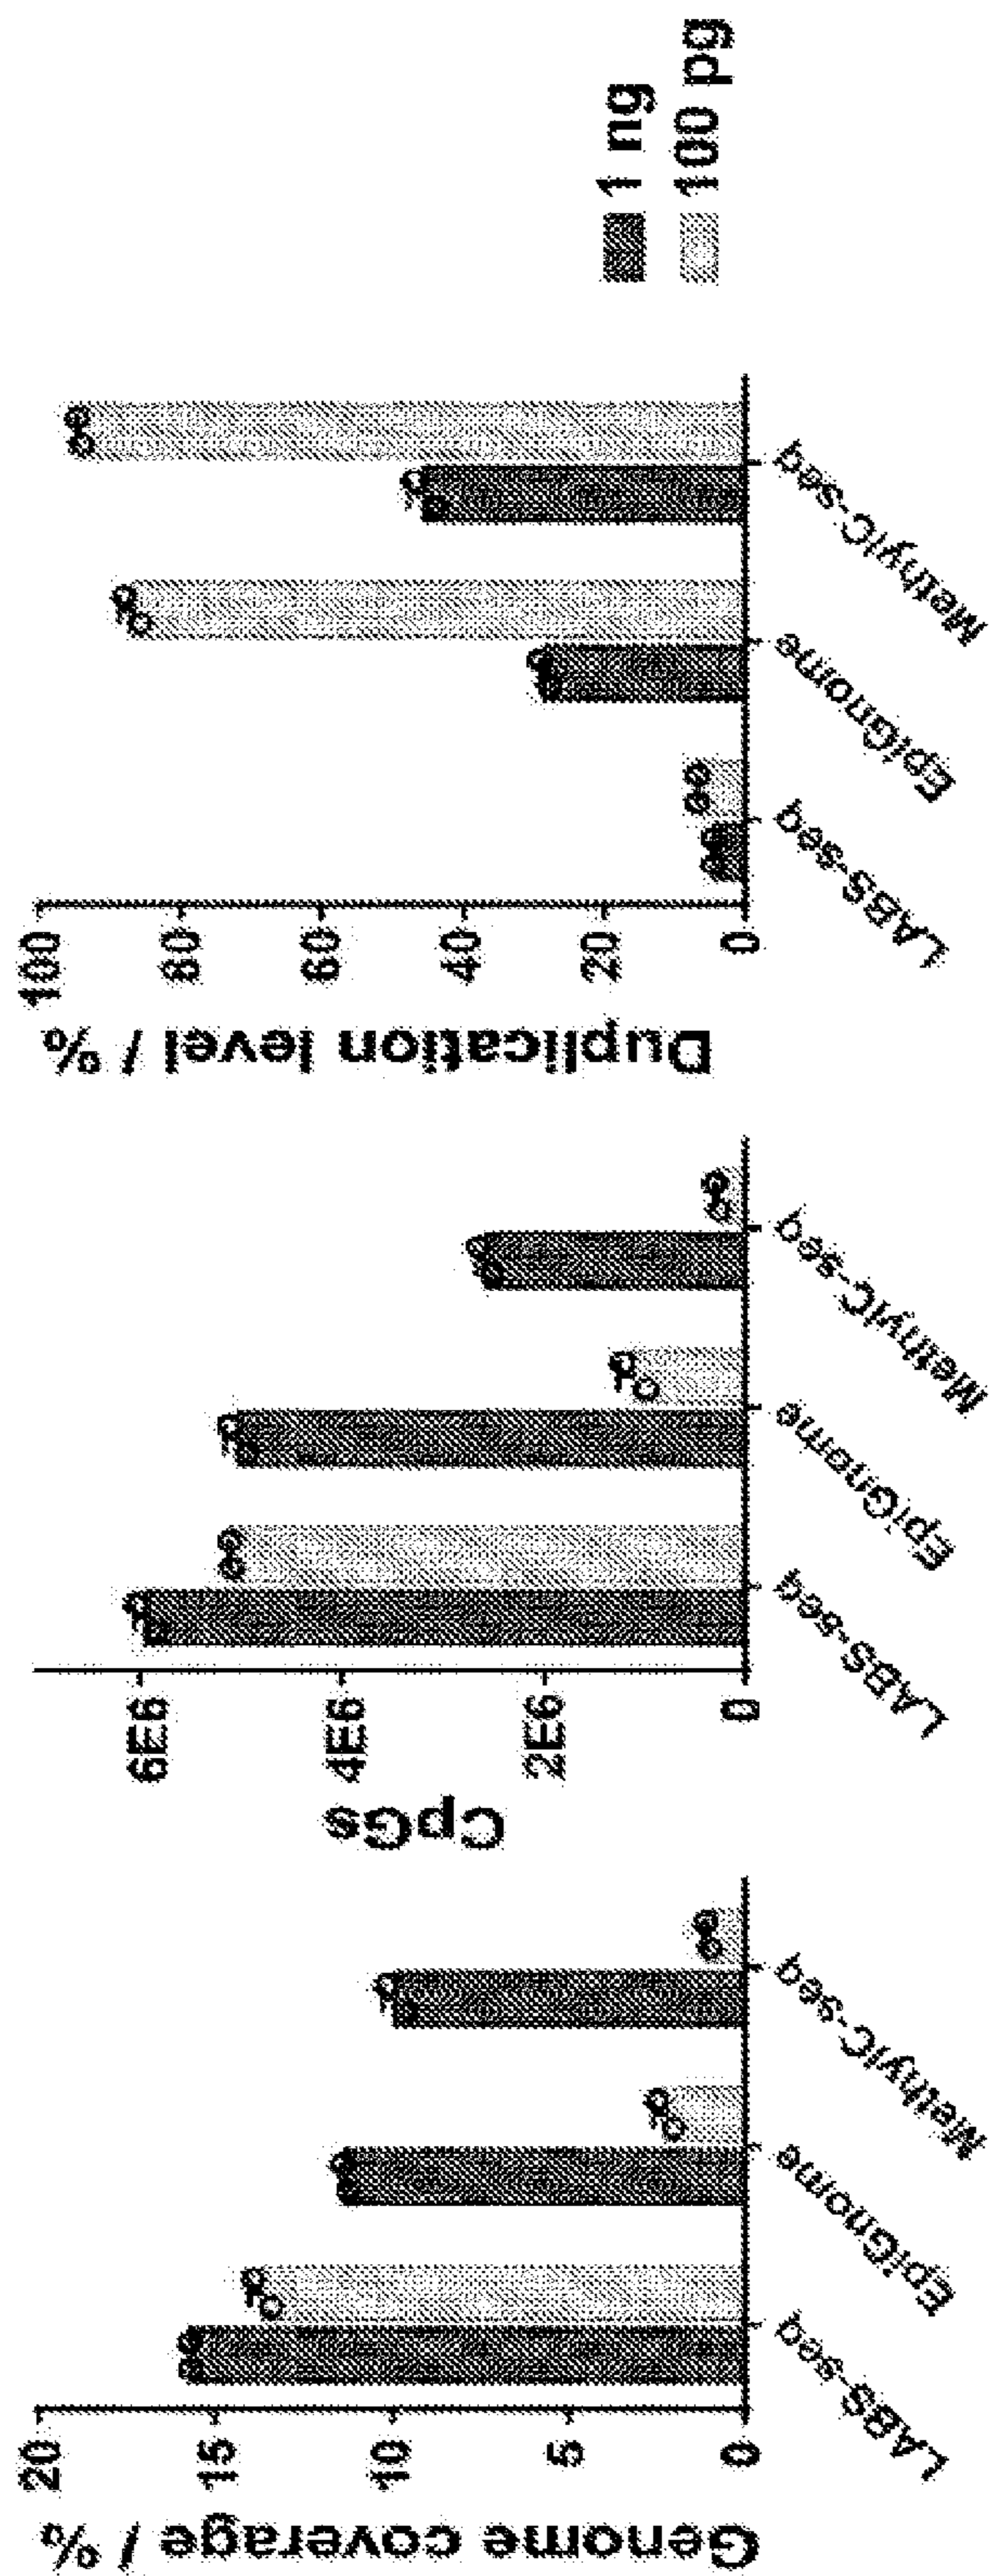 Genome coverage / %
20
15
10
5
0
LABS-seq
EpiGnome
MethylC-seq
CpGs
6E6
4E6
2E6
0
LABS-seq
EpiGnome
MethylC-seq
Duplication level / %
100
80
60
40
20
0
LABS-seq
EpiGnome
MethylC-seq
1 ng
100 pg